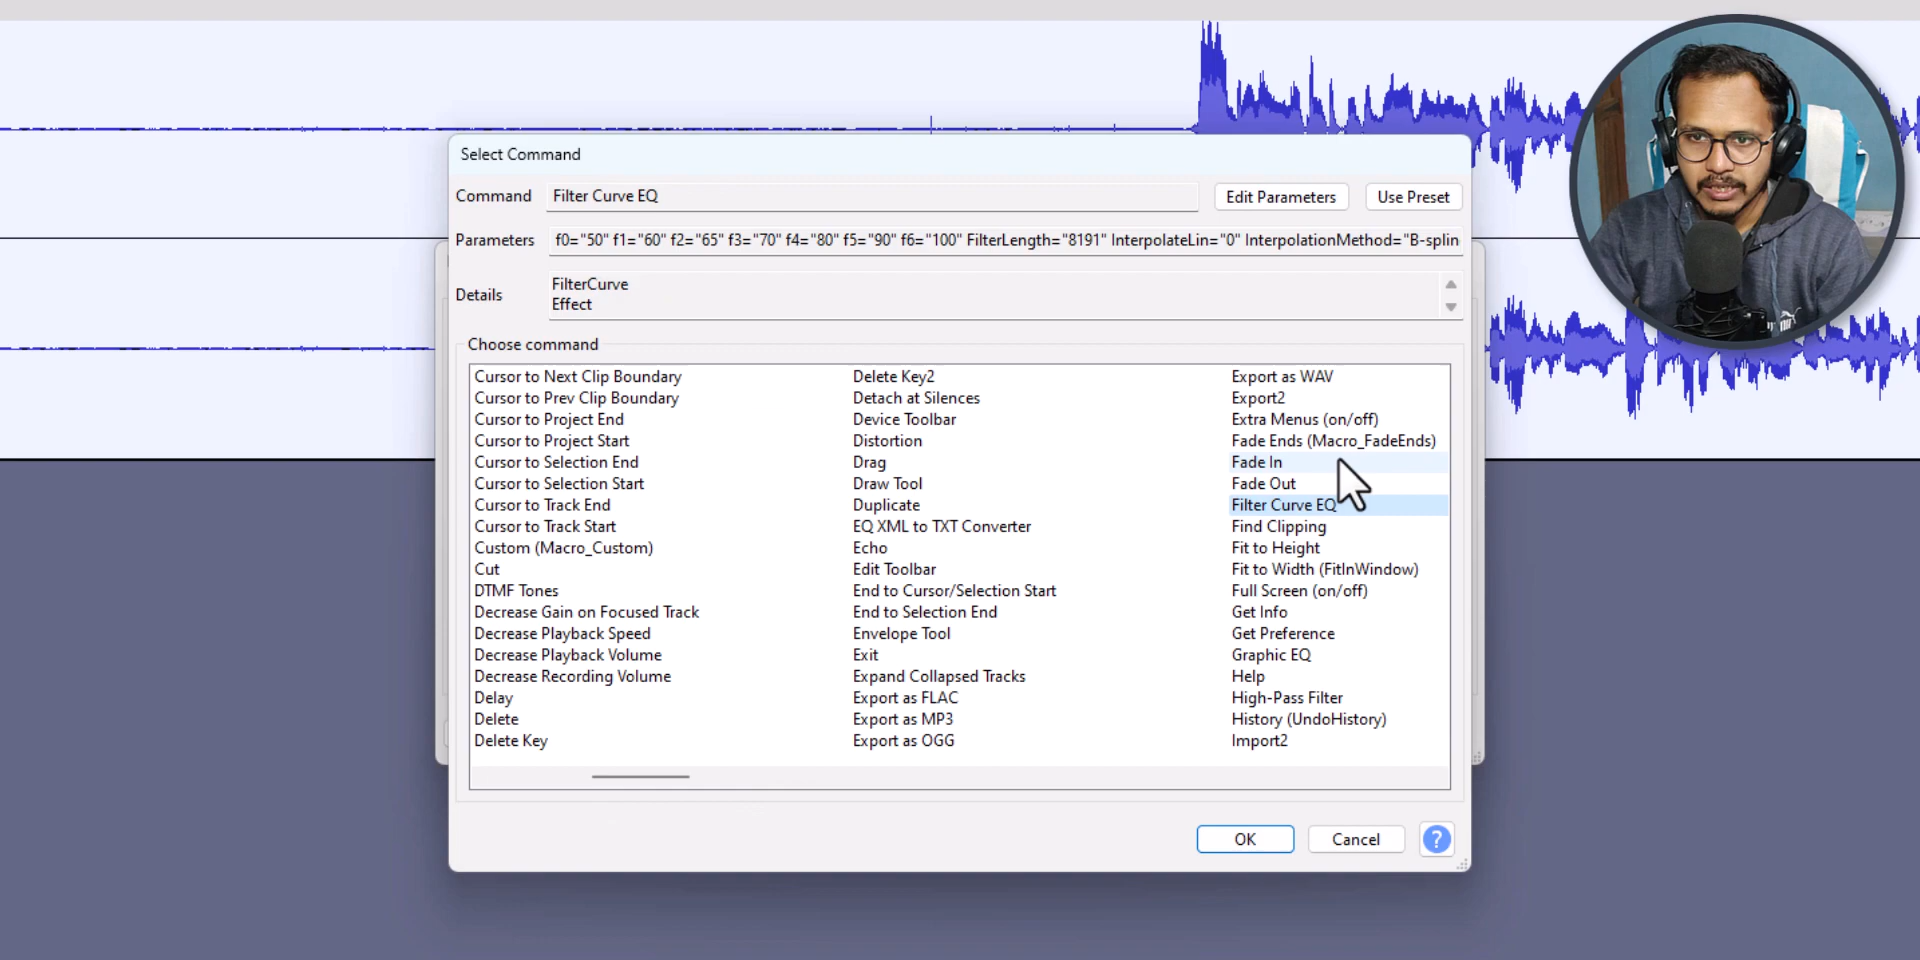 Select Command
Command Filter Curve EQ Edit Parameters Use Preset
Parameters f0="50" f1="60" f2="65" f3="70" f4="80" f5="90" f6="100" FilterLength="8191" InterpolateLin="0" InterpolationMethod="B-splin
Details
FilterCurve
Effect
Choose command
Cursor to Next Clip Boundary
Cursor to Prev Clip Boundary
Cursor to Project End
Cursor to Project Start
Cursor to Selection End
Cursor to Selection Start
Cursor to Track End
Cursor to Track Start
Custom (Macro_Custom)
Cut
DTMF Tones
Decrease Gain on Focused Track
Decrease Playback Speed
Decrease Playback Volume
Decrease Recording Volume
Delay
Delete
Delete Key
Delete Key2
Detach at Silences
Device Toolbar
Distortion
Drag
Draw Tool
Duplicate
EQ XML to TXT Converter
Echo
Edit Toolbar
End to Cursor/Selection Start
End to Selection End
Envelope Tool
Exit
Expand Collapsed Tracks
Export as FLAC
Export as MP3
Export as OGG
Export as WAV
Export2
Extra Menus (on/off)
Fade Ends (Macro_FadeEnds)
Fade In
Fade Out
Filter Curve EQ
Find Clipping
Fit to Height
Fit to Width (FitInWindow)
Full Screen (on/off)
Get Info
Get Preference
Graphic EQ
Help
High-Pass Filter
History (UndoHistory)
Import2
OK Cancel ?